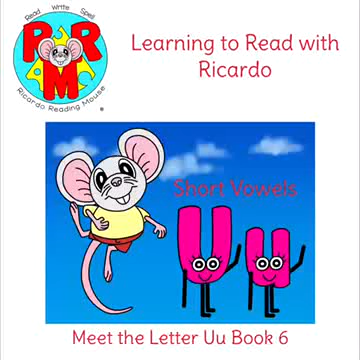 Read Write Spell
RRM
Ricardo Reading Mouse
®
Learning to Read with
Ricardo
Short Vowels
U u
Meet the Letter Uu Book 6